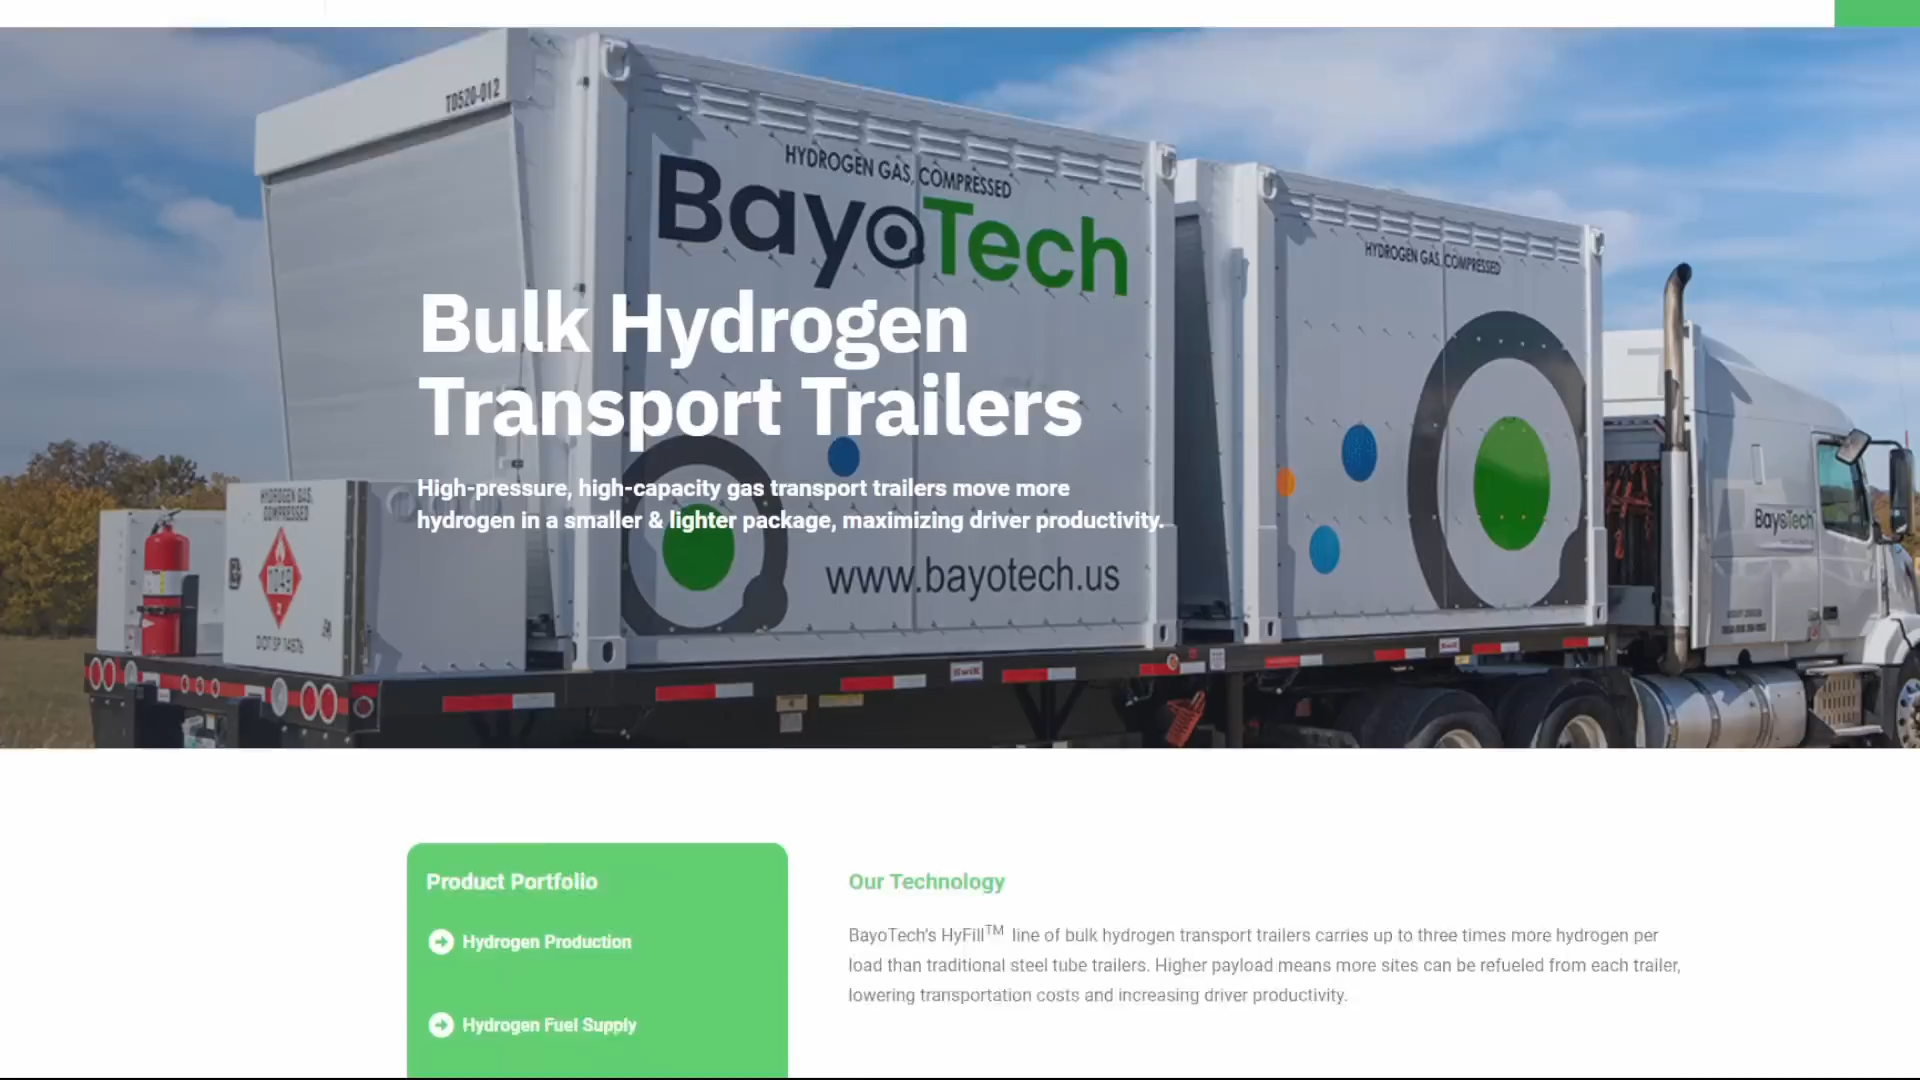 T0520-012
HYDROGEN GAS, COMPRESSED
BayoTech
HYDROGEN GAS, COMPRESSED
Bulk Hydrogen
Transport Trailers
High-pressure, high-capacity gas transport trailers move more
hydrogen in a smaller & lighter package, maximizing driver productivity.
HYDROGEN GAS,
COMPRESSED
1049
2
DOT SP 14576
www.bayotech.us
BayoTech
Product Portfolio
Hydrogen Production
Hydrogen Fuel Supply
Our Technology
BayoTech's HyFill™ line of bulk hydrogen transport trailers carries up to three times more hydrogen per
load than traditional steel tube trailers. Higher payload means more sites can be refueled from each trailer,
lowering transportation costs and increasing driver productivity.